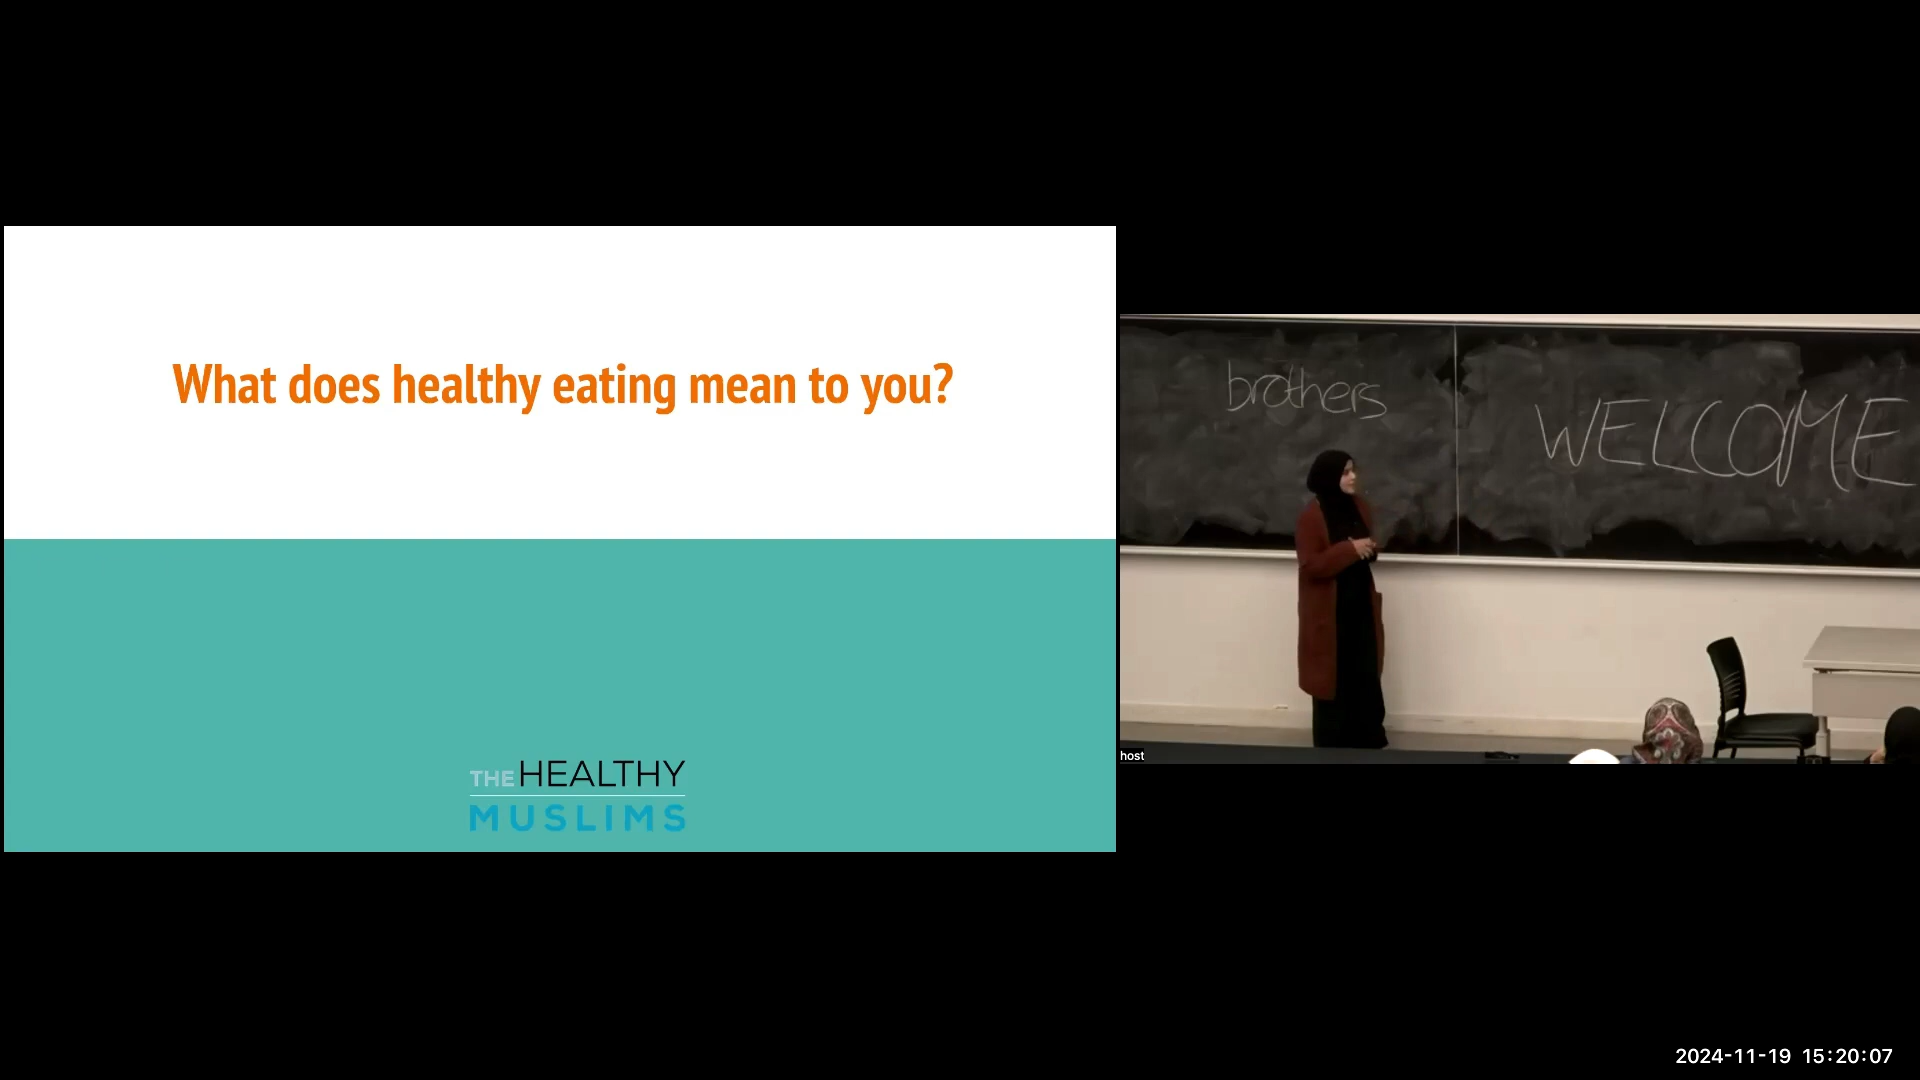 What does healthy eating mean to you?
THE HEALTHY
MUSLIMS
brothers
WELCOME
host
2024-11-19 15:20:07